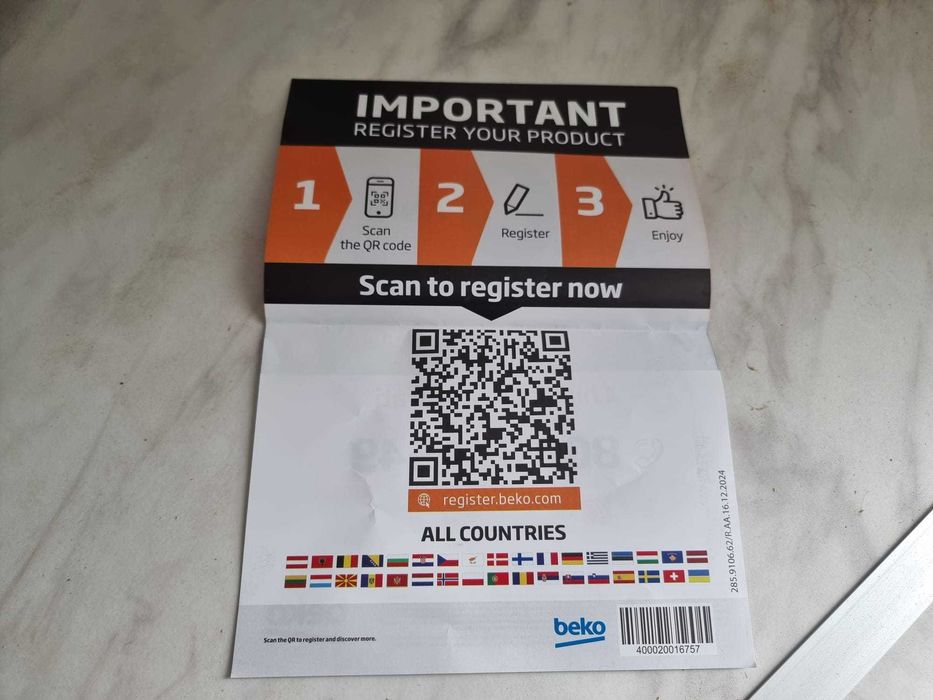 IMPORTANT
REGISTER YOUR PRODUCT
1
Scan
the QR code
2
Register
3
Enjoy
Scan to register now
register.beko.com
ALL COUNTRIES
285.9106.62/R.AA.16.12.2024
Scan the QR to register and discover more.
beko
400020016757